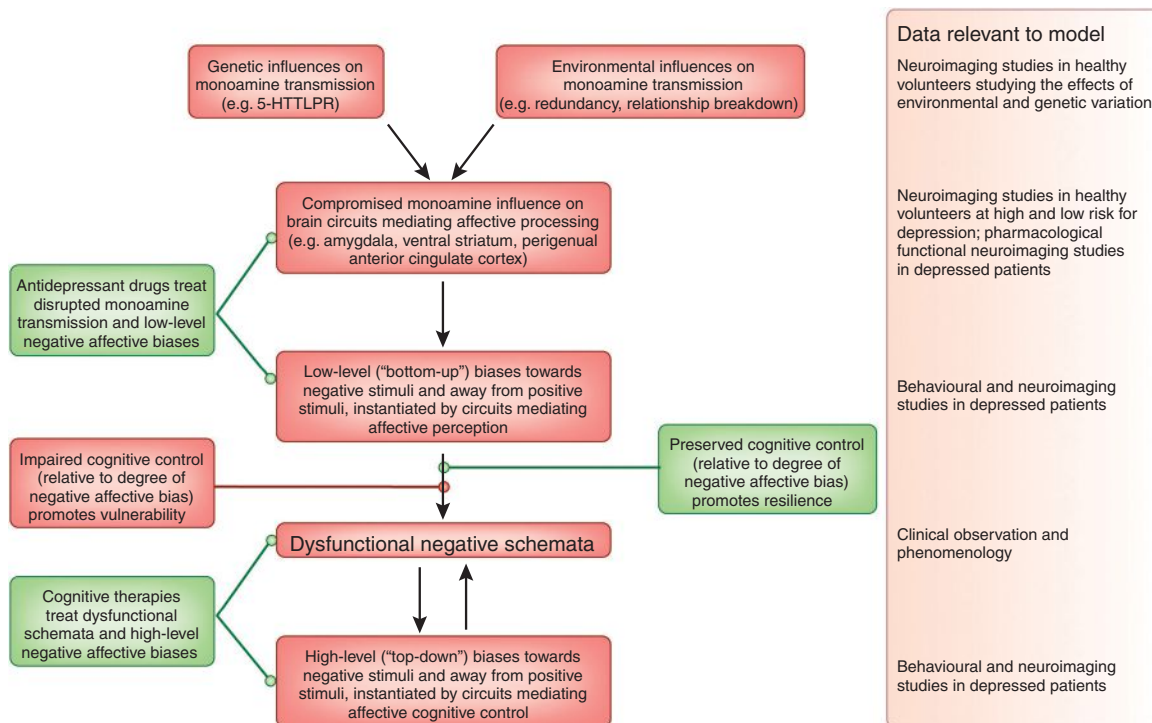 Genetic influences on
monoamine transmission
(e.g. 5-HTTLPR)
Environmental influences on
monoamine transmission
(e.g. redundancy, relationship breakdown)
Compromised monoamine influence on
brain circuits mediating affective processing
(e.g. amygdala, ventral striatum, perigenual
anterior cingulate cortex)
Antidepressant drugs treat
disrupted monoamine
transmission and low-level
negative affective biases
Low-level (“bottom-up”) biases towards
negative stimuli and away from positive
stimuli, instantiated by circuits mediating
affective perception
Impaired cognitive control
(relative to degree of
negative affective bias)
promotes vulnerability
Preserved cognitive control
(relative to degree of
negative affective bias)
promotes resilience
Dysfunctional negative schemata
Cognitive therapies
treat dysfunctional
schemata and high-level
negative affective biases
High-level (“top-down”) biases towards
negative stimuli and away from positive
stimuli, instantiated by circuits mediating
affective cognitive control
Data relevant to model
Neuroimaging studies in healthy
volunteers studying the effects of
environmental and genetic variation
Neuroimaging studies in healthy
volunteers at high and low risk for
depression; pharmacological
functional neuroimaging studies
in depressed patients
Behavioural and neuroimaging
studies in depressed patients
Clinical observation and
phenomenology
Behavioural and neuroimaging
studies in depressed patients